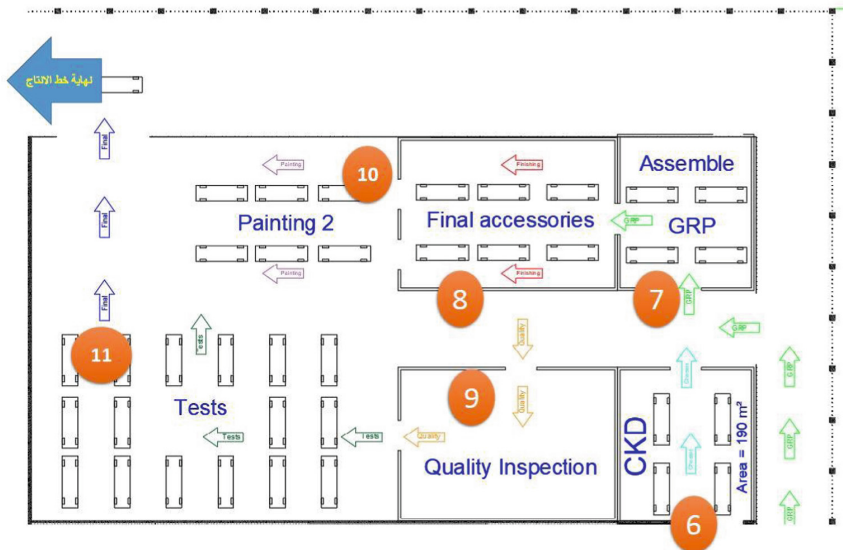 نهاية خط الانتاج
Final
Painting
10
Finishing
Assemble
Painting 2
Final accessories
GRP
GRP
Final
Painting
Finishing
8
7
GRP
Final
Tests
Quality
GRP
11
Chassis
GRP
9
Quality
Tests
Tests
Tests
Quality
CKD
Chassis
Area = 190 m²
GRP
Quality Inspection
6
GRP